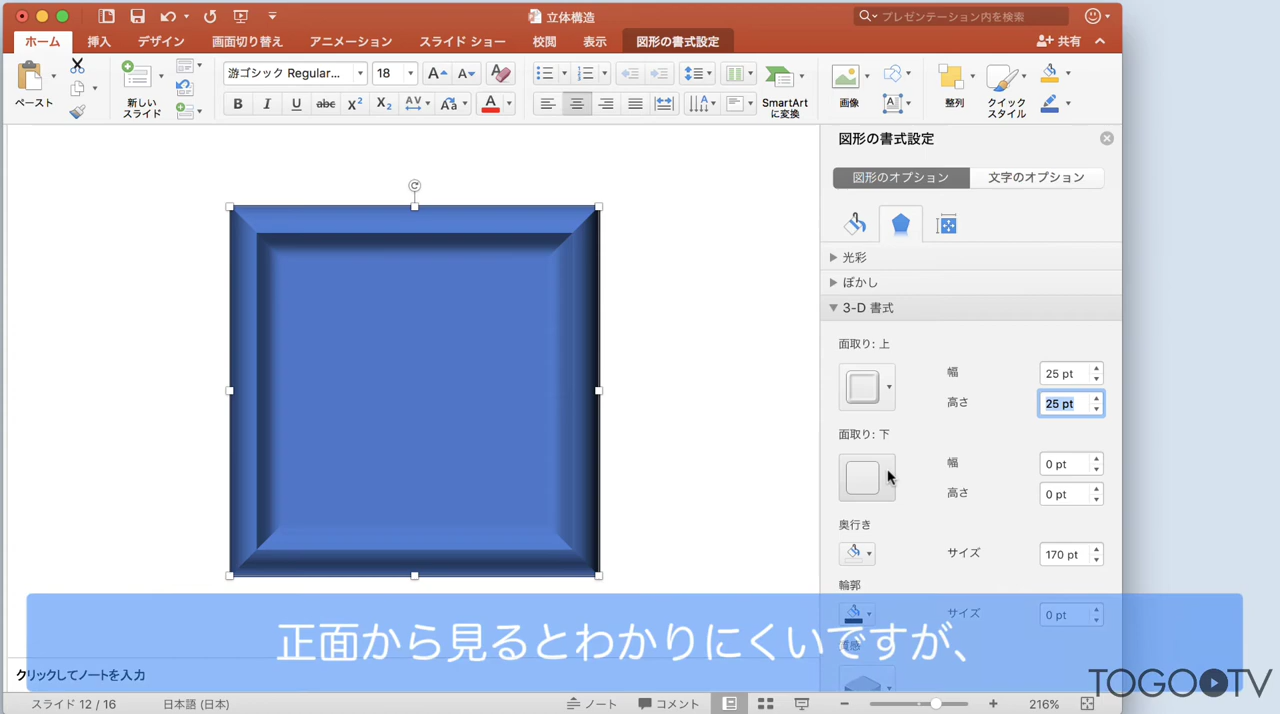 立体構造
プレゼンテーション内を検索
ホーム 挿入 デザイン 画面切り替え アニメーション スライド ショー 校閲 表示 図形の書式設定 共有
ペースト
新しい
スライド
游ゴシック Regular... 18
B I U abc X² X₂ AV Aa A
SmartArt
に変換
画像
整列
クイック
スタイル
図形の書式設定
図形のオプション 文字のオプション
光彩
ぼかし
3-D 書式
面取り: 上
幅 25 pt
高さ 25 pt
面取り: 下
幅 0 pt
高さ 0 pt
奥行き
サイズ 170 pt
輪郭
サイズ 0 pt
質感
正面から見るとわかりにくいですが、
クリックしてノートを入力
TOGOTV
スライド 12 / 16 日本語 (日本) ノート コメント 216%